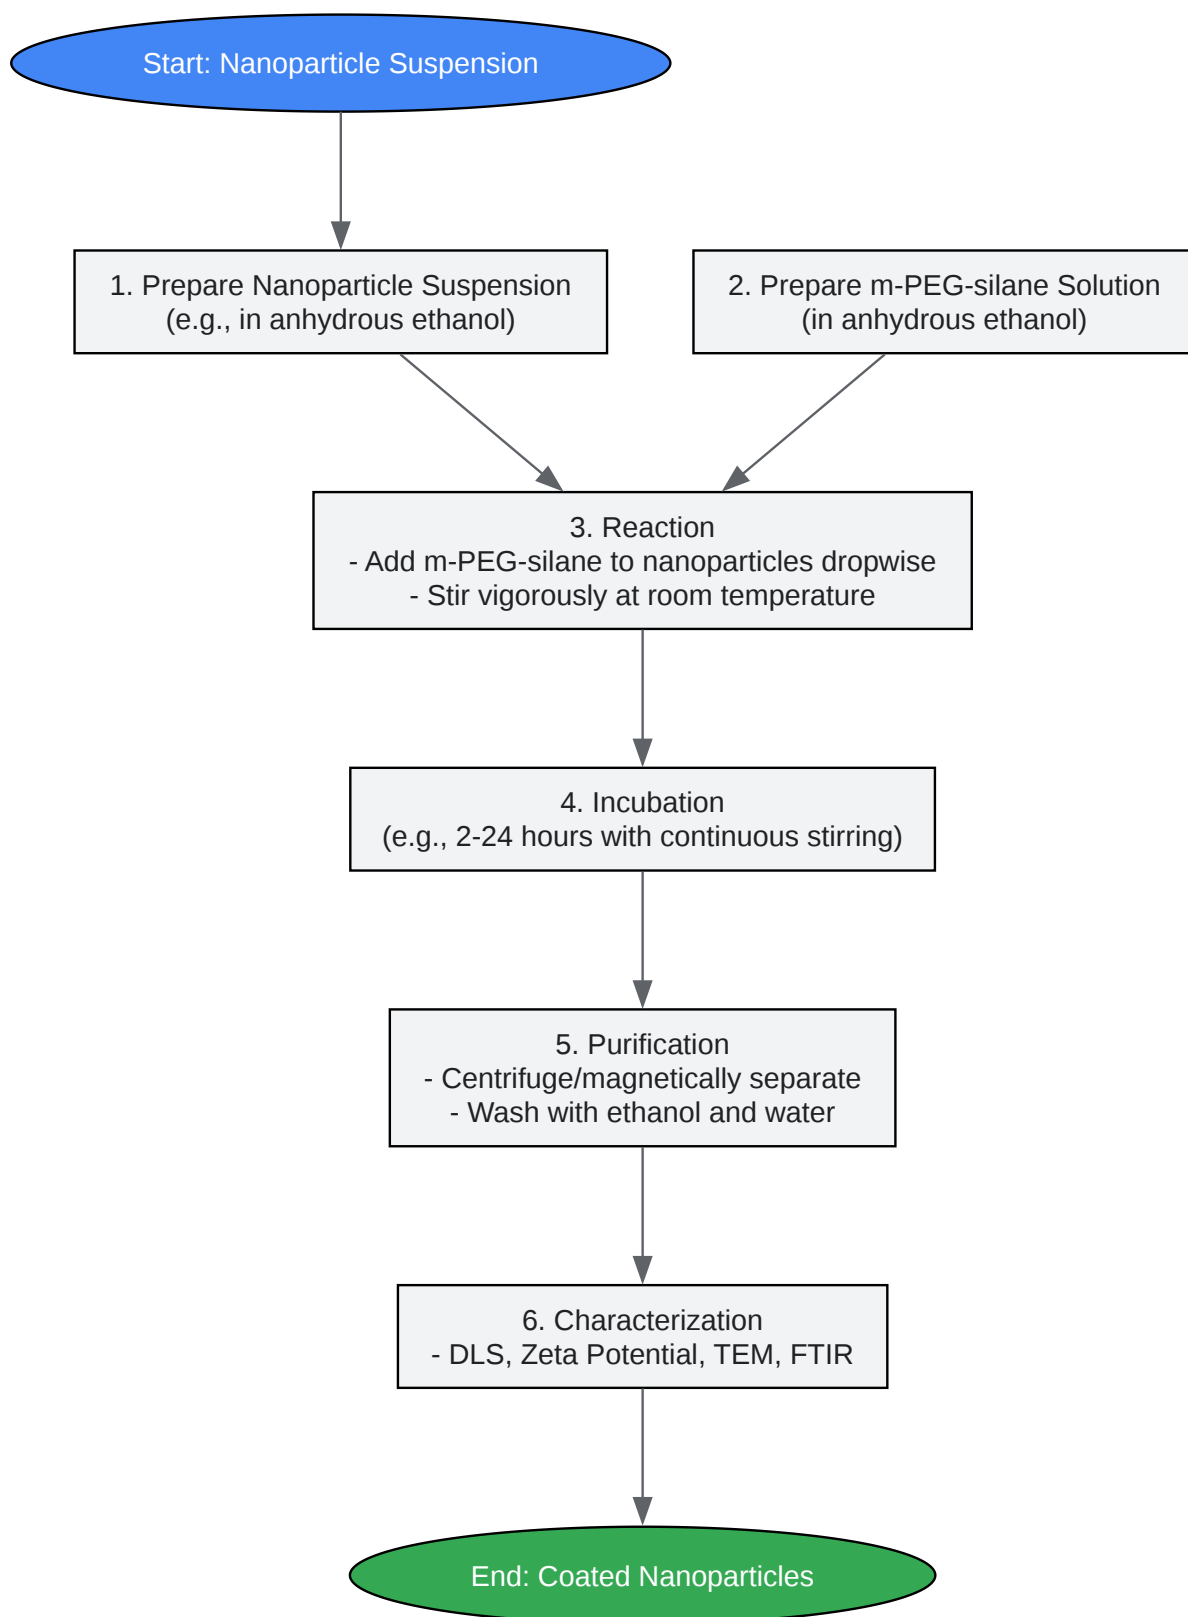 Start: Nanoparticle Suspension
1. Prepare Nanoparticle Suspension
(e.g., in anhydrous ethanol)
2. Prepare m-PEG-silane Solution
(in anhydrous ethanol)
3. Reaction
- Add m-PEG-silane to nanoparticles dropwise
- Stir vigorously at room temperature
4. Incubation
(e.g., 2-24 hours with continuous stirring)
5. Purification
- Centrifuge/magnetically separate
- Wash with ethanol and water
6. Characterization
- DLS, Zeta Potential, TEM, FTIR
End: Coated Nanoparticles